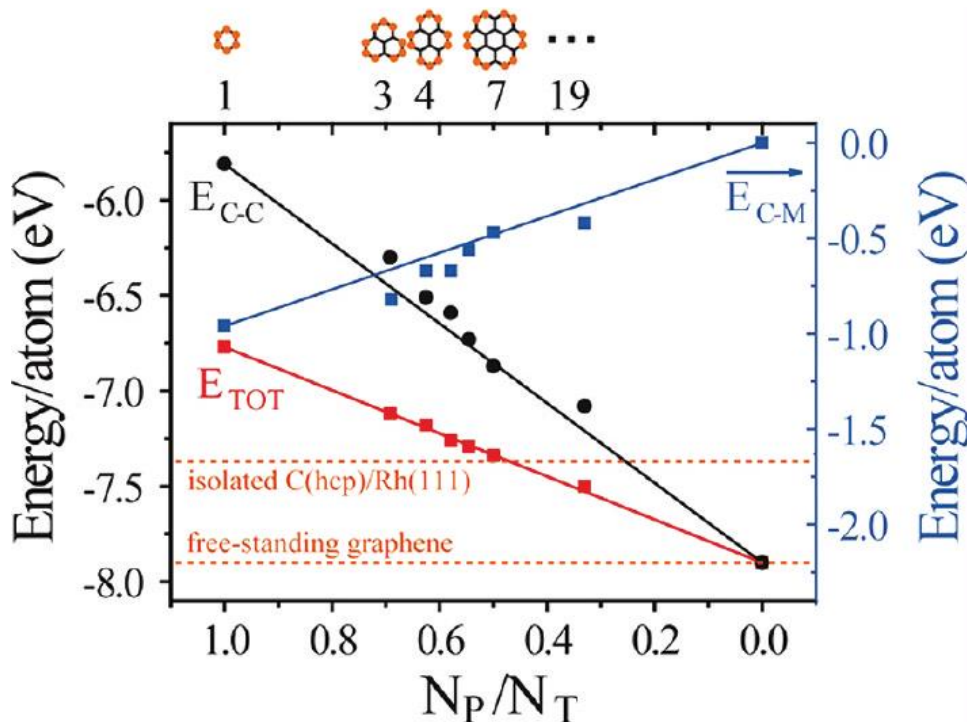 1 3 4 7 19
Energy/atom (eV)
-6.0
-6.5
-7.0
-7.5
-8.0
E C-C
E C-M
E TOT
isolated C(hcp)/Rh(111)
free-standing graphene
0.0
-0.5
-1.0
-1.5
-2.0
Energy/atom (eV)
1.0 0.8 0.6 0.4 0.2 0.0
N P /N T